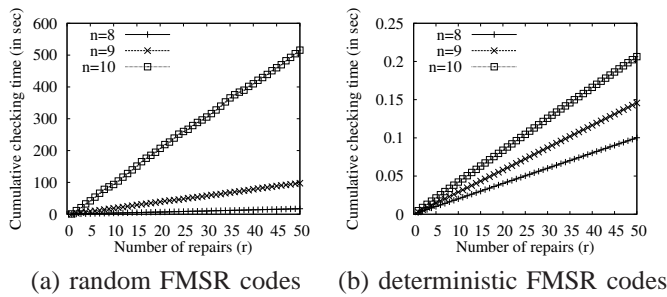 Cumulative checking time (in sec)
600
500
400
300
200
100
0
n=8
n=9
n=10
0 5 10 15 20 25 30 35 40 45 50
Number of repairs (r)
(a) random FMSR codes
Cumulative checking time (in sec)
0.25
0.2
0.15
0.1
0.05
0
n=8
n=9
n=10
0 5 10 15 20 25 30 35 40 45 50
Number of repairs (r)
(b) deterministic FMSR codes